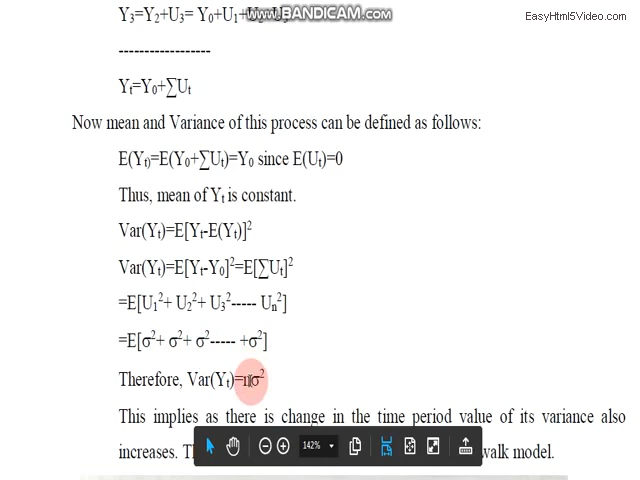 Y₃=Y₂+U₃= Y₀+U₁+U₂ U₃
WWW.BANDICAM.COM
EasyHtml5Video.com
------------------
Yₜ=Y₀+∑Uₜ
Now mean and Variance of this process can be defined as follows:
E(Yₜ)=E(Y₀+∑Uₜ)=Y₀ since E(Uₜ)=0
Thus, mean of Yₜ is constant.
Var(Yₜ)=E[Yₜ-E(Yₜ)]²
Var(Yₜ)=E[Yₜ-Y₀]²=E[∑Uₜ]²
=E[U₁²+ U₂²+ U₃²----- Uₙ²]
=E[σ²+ σ²+ σ²----- +σ²]
Therefore, Var(Yₜ)=nσ²
This implies as there is change in the time period value of its variance also
increases. walk model.
142%